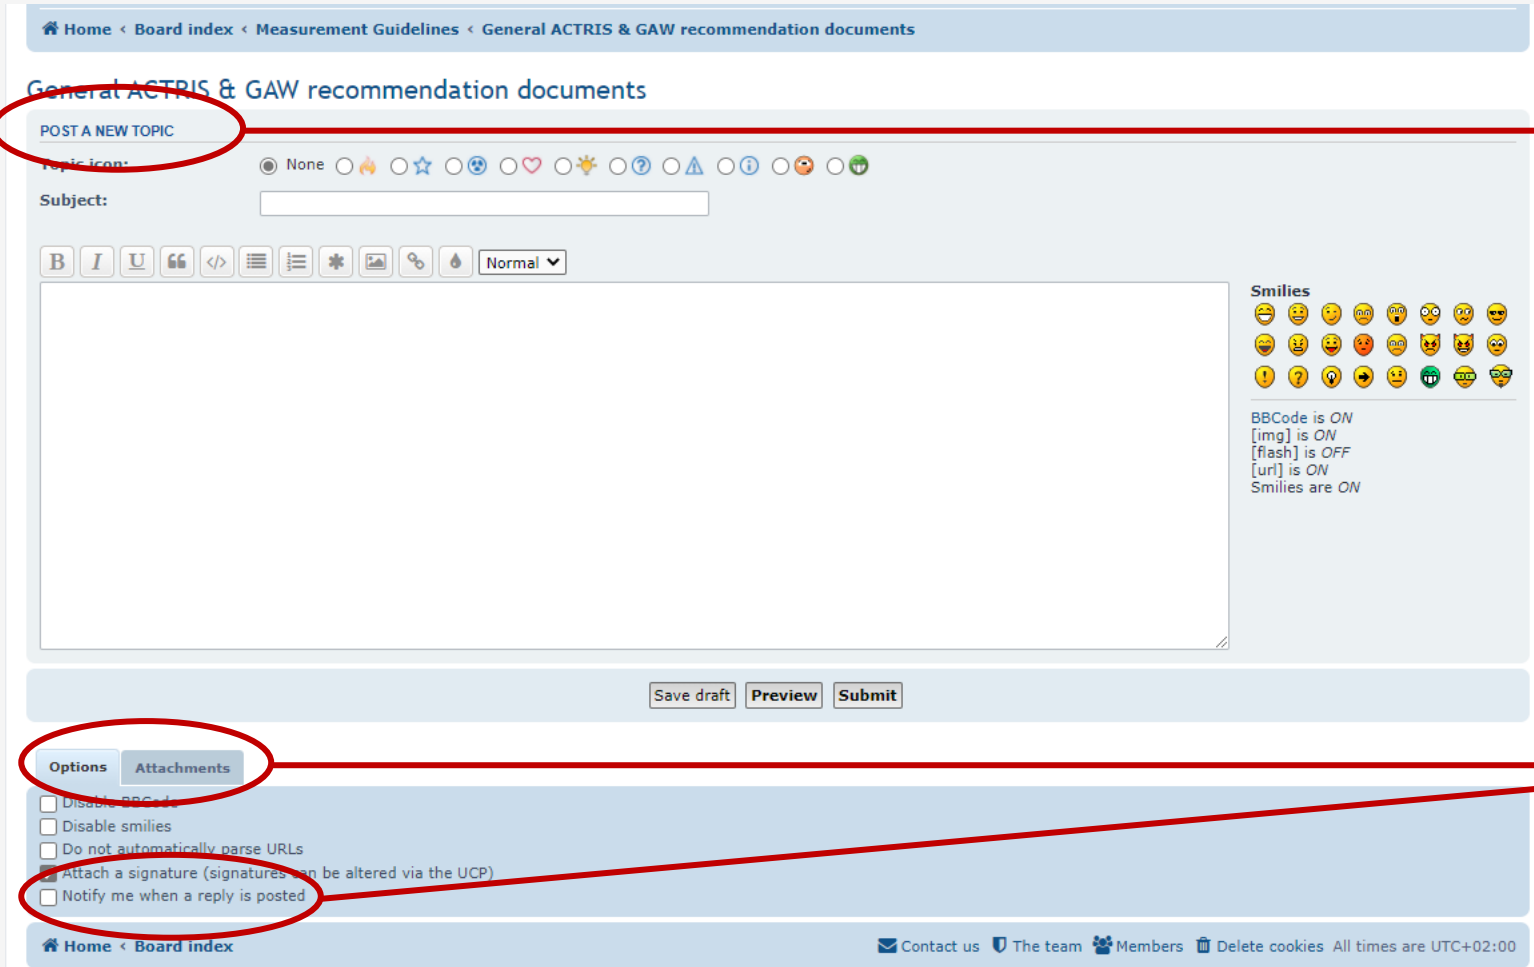 Home ‹ Board index ‹ Measurement Guidelines ‹ General ACTRIS & GAW recommendation documents
General ACTRIS & GAW recommendation documents
POST A NEW TOPIC
Topic icon: None
Subject:
B I U Normal
Smilies
BBCode is ON
[img] is ON
[flash] is OFF
[url] is ON
Smilies are ON
Save draft Preview Submit
Options Attachments
Disable BBCode
Disable smilies
Do not automatically parse URLs
Attach a signature (signatures can be altered via the UCP)
Notify me when a reply is posted
Home ‹ Board index Contact us The team Members Delete cookies All times are UTC+02:00